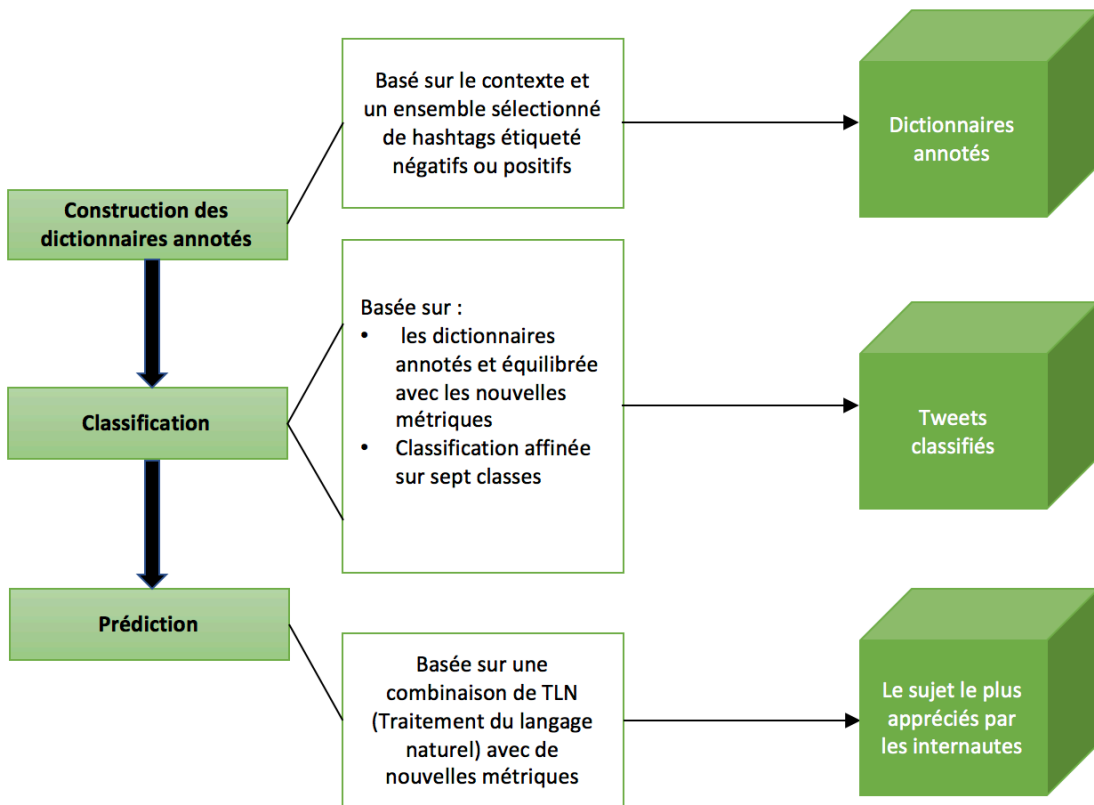 Basé sur le contexte et
un ensemble sélectionné
de hashtags étiqueté
négatifs ou positifs
Dictionnaires
annotés
Construction des
dictionnaires annotés
Basée sur :
• les dictionnaires
annotés et équilibrée
avec les nouvelles
métriques
• Classification affinée
sur sept classes
Classification
Tweets
classifiés
Prédiction
Basée sur une
combinaison de TLN
(Traitement du langage
naturel) avec de
nouvelles métriques
Le sujet le plus
appréciés par
les internautes